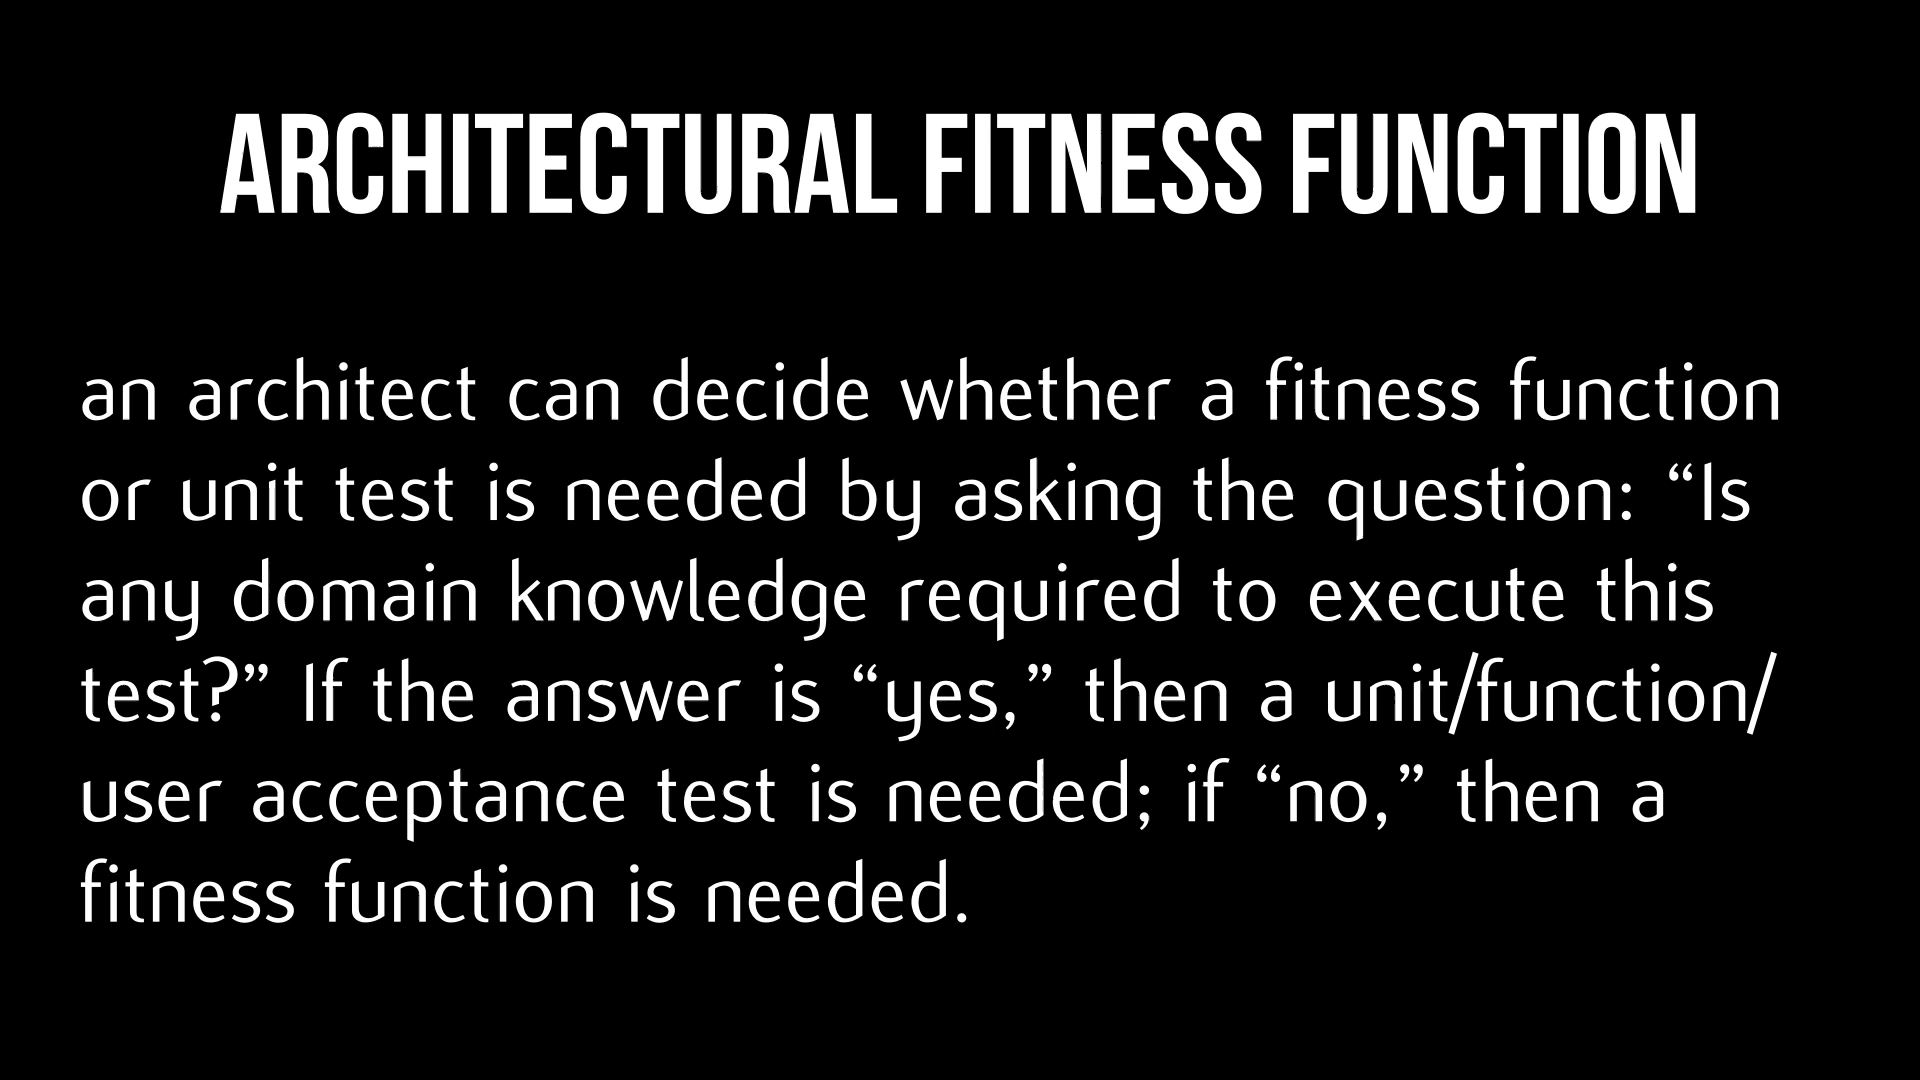 ARCHITECTURAL FITNESS FUNCTION
an architect can decide whether a fitness function
or unit test is needed by asking the question: “Is
any domain knowledge required to execute this
test?” If the answer is “yes,” then a unit/function/
user acceptance test is needed; if “no,” then a
fitness function is needed.